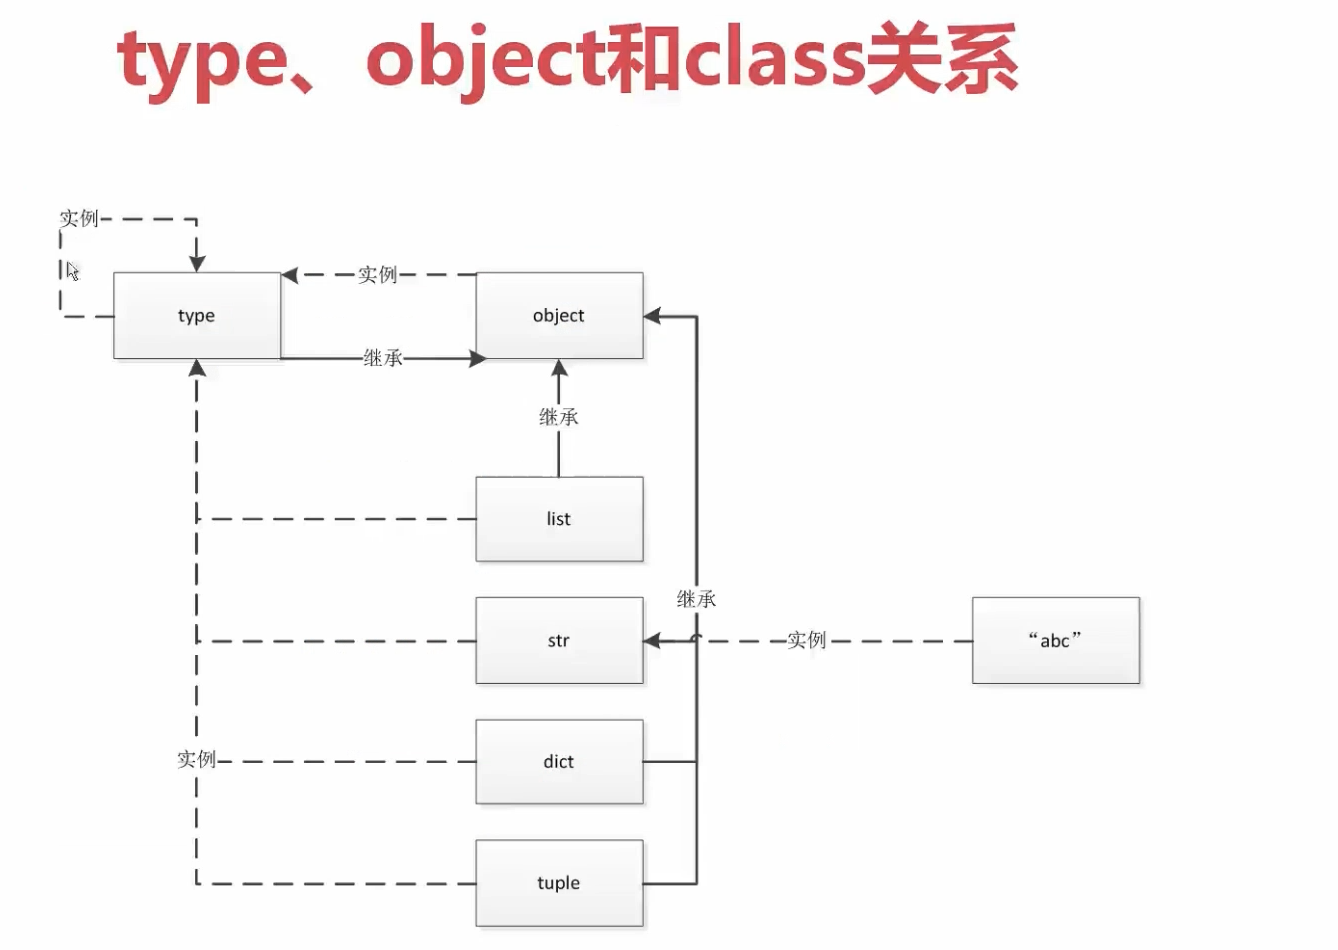 type、object和class关系
实例
实例
type
object
继承
继承
list
继承
str
实例
“abc”
实例
dict
tuple